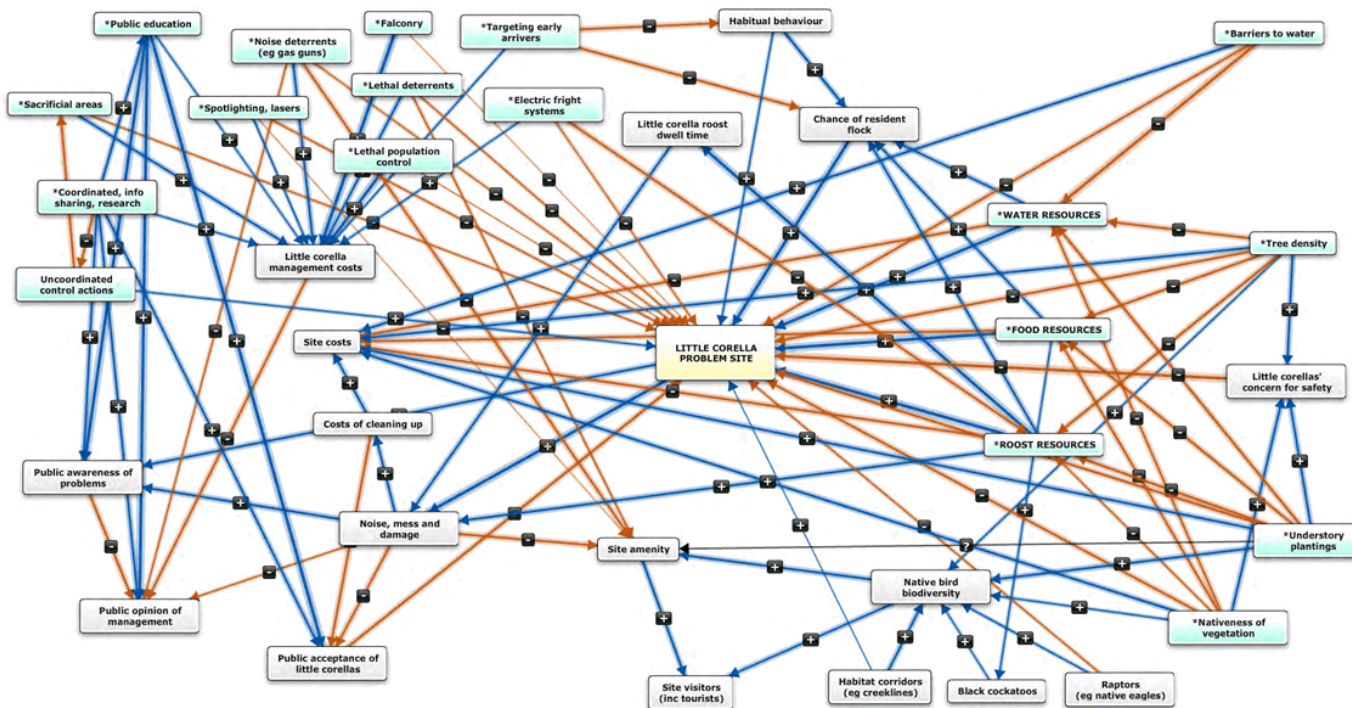 *Public education
*Falconry
*Targeting early
arrivers
Habitual behaviour
*Barriers to water
*Noise deterrents
(eg gas guns)
*Lethal deterrents
*Sacrificial areas
*Spotlighting, lasers
*Electric fright
systems
Little corella roost
dwell time
Chance of resident
flock
*Lethal population
control
*Coordinated, info
sharing, research
*WATER RESOURCES
*Tree density
Little corella
management costs
Uncoordinated
control actions
Site costs
LITTLE CORELLA
PROBLEM SITE
*FOOD RESOURCES
Little corellas'
concern for safety
Costs of cleaning up
*ROOST RESOURCES
Public awareness of
problems
Noise, mess and
damage
Site amenity
?
*Understory
plantings
Native bird
biodiversity
Public opinion of
management
*Nativeness of
vegetation
Public acceptance of
little corellas
Site visitors
(inc tourists)
Habitat corridors
(eg creeklines)
Black cockatoos
Raptors
(eg native eagles)